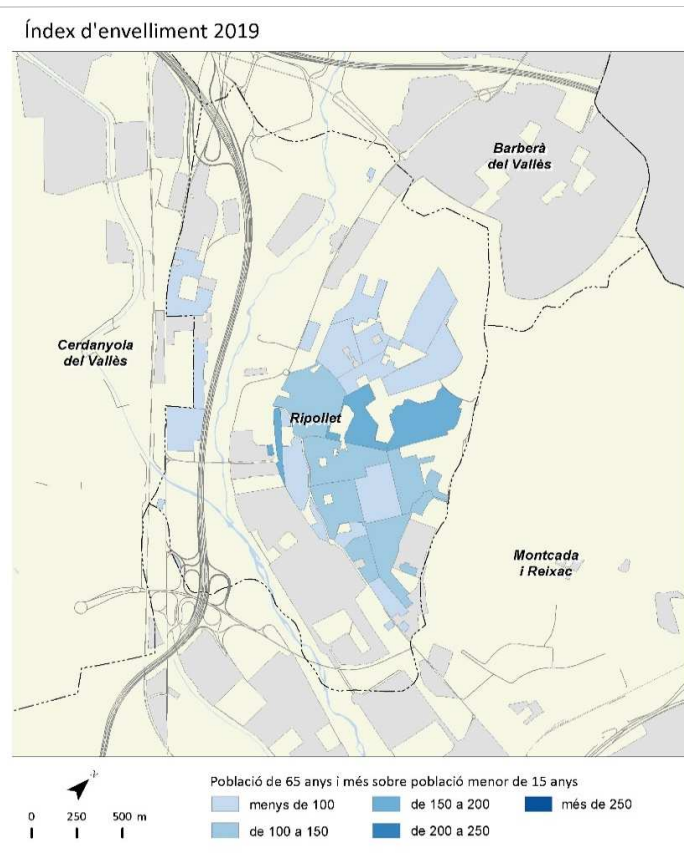 Índex d'envelliment 2019
Barberà
del Vallès
Cerdanyola
del Vallès
Ripollet
Montcada
i Reixac
Població de 65 anys i més sobre població menor de 15 anys
0 250 500 m
menys de 100
de 100 a 150
de 150 a 200
de 200 a 250
més de 250